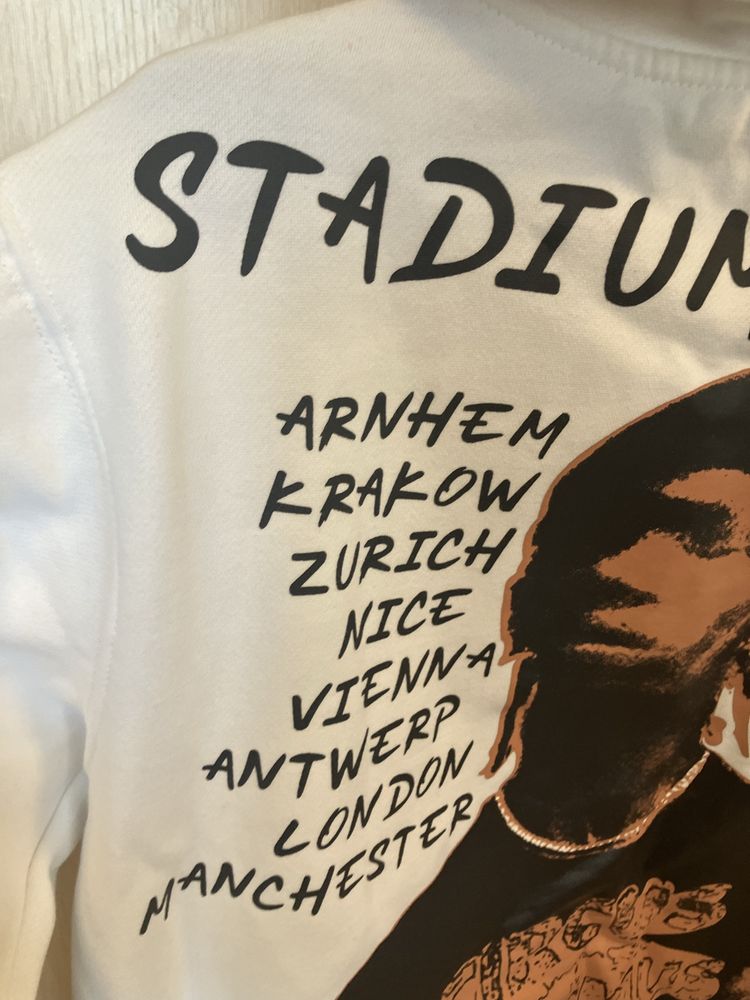 STADIUM
ARNHEM
KRAKOW
ZURICH
NICE
VIENNA
ANTWERP
LONDON
MANCHESTER